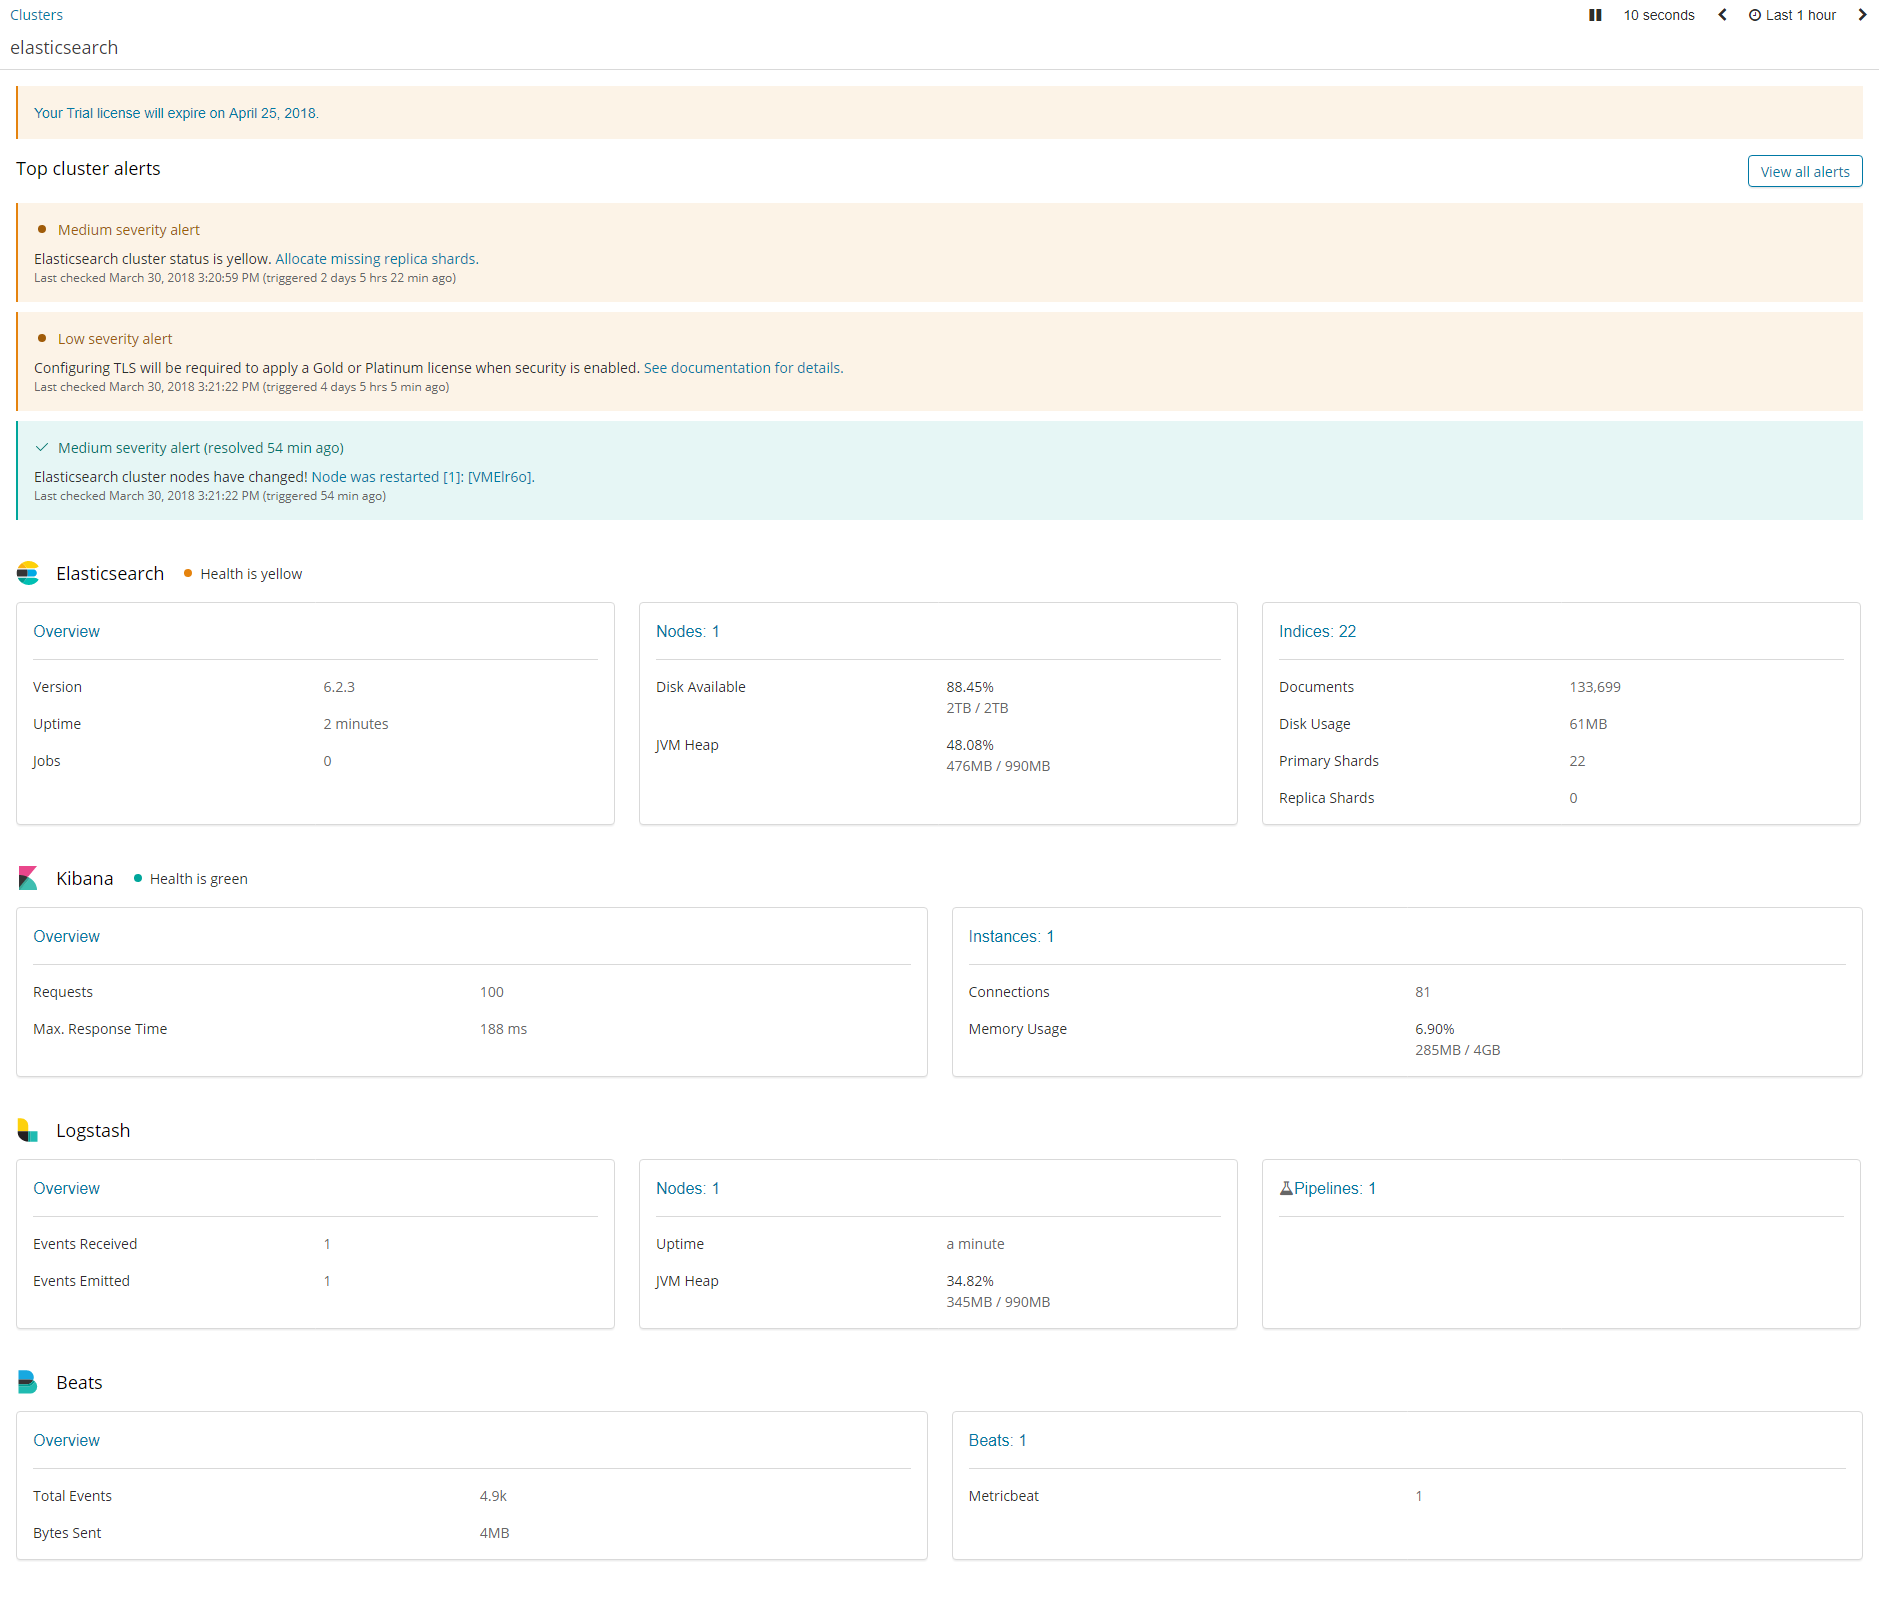 Clusters
10 seconds Last 1 hour
elasticsearch
Your Trial license will expire on April 25, 2018.
Top cluster alerts
View all alerts
Medium severity alert
Elasticsearch cluster status is yellow. Allocate missing replica shards.
Last checked March 30, 2018 3:20:59 PM (triggered 2 days 5 hrs 22 min ago)
Low severity alert
Configuring TLS will be required to apply a Gold or Platinum license when security is enabled. See documentation for details.
Last checked March 30, 2018 3:21:22 PM (triggered 4 days 5 hrs 5 min ago)
Medium severity alert (resolved 54 min ago)
Elasticsearch cluster nodes have changed! Node was restarted [1]: [VMElr6o].
Last checked March 30, 2018 3:21:22 PM (triggered 54 min ago)
Elasticsearch Health is yellow
Overview
Version 6.2.3
Uptime 2 minutes
Jobs 0
Nodes: 1
Disk Available 88.45%
2TB / 2TB
JVM Heap 48.08%
476MB / 990MB
Indices: 22
Documents 133,699
Disk Usage 61MB
Primary Shards 22
Replica Shards 0
Kibana Health is green
Overview
Requests 100
Max. Response Time 188 ms
Instances: 1
Connections 81
Memory Usage 6.90%
285MB / 4GB
Logstash
Overview
Events Received 1
Events Emitted 1
Nodes: 1
Uptime a minute
JVM Heap 34.82%
345MB / 990MB
Pipelines: 1
Beats
Overview
Total Events 4.9k
Bytes Sent 4MB
Beats: 1
Metricbeat 1